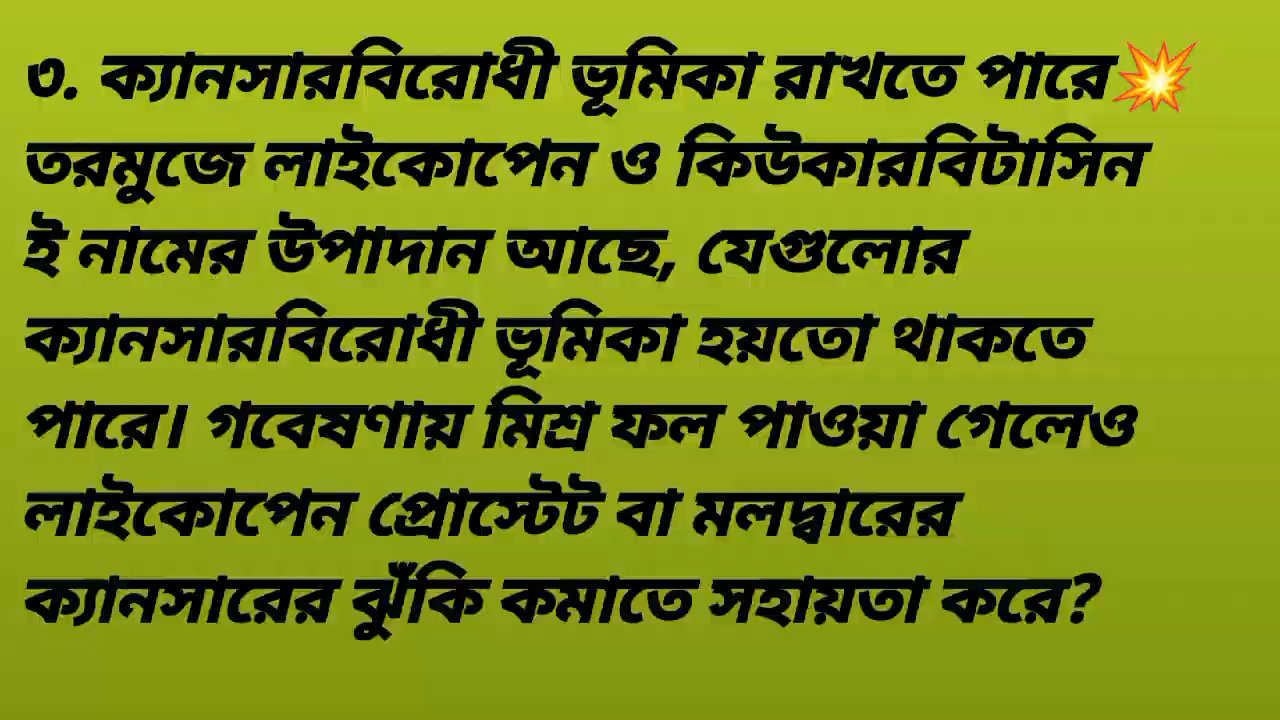 ৩. ক্যানসারবিরোধী ভূমিকা রাখতে পারে💥
তরমুজে লাইকোপেন ও কিউকারবিটাসিন
ই নামের উপাদান আছে, যেগুলোর
ক্যানসারবিরোধী ভূমিকা হয়তো থাকতে
পারে। গবেষণায় মিশ্র ফল পাওয়া গেলেও
লাইকোপেন প্রোস্টেট বা মলদ্বারের
ক্যানসারের ঝুঁকি কমাতে সহায়তা করে?